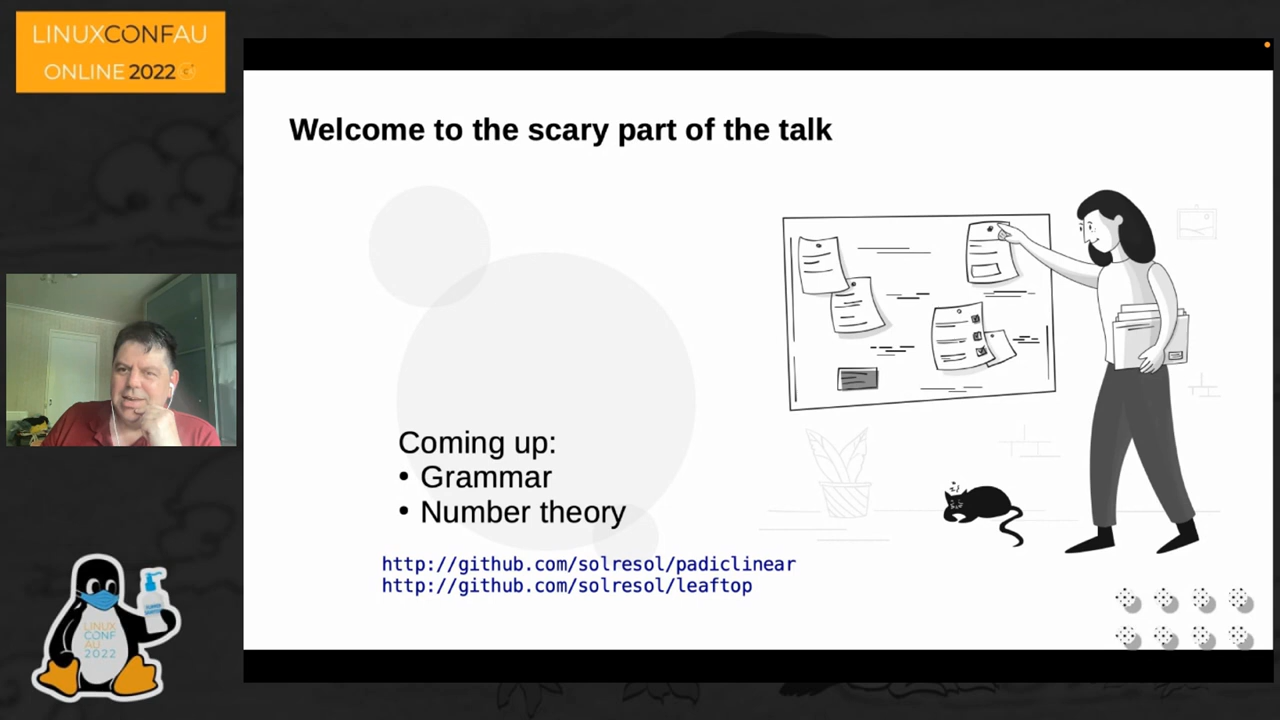 LINUXCONFAU
ONLINE 2022
Welcome to the scary part of the talk
Coming up:
• Grammar
• Number theory
http://github.com/solresol/padiclinear
http://github.com/solresol/leaftop
LINUX
CONF
AU
2022